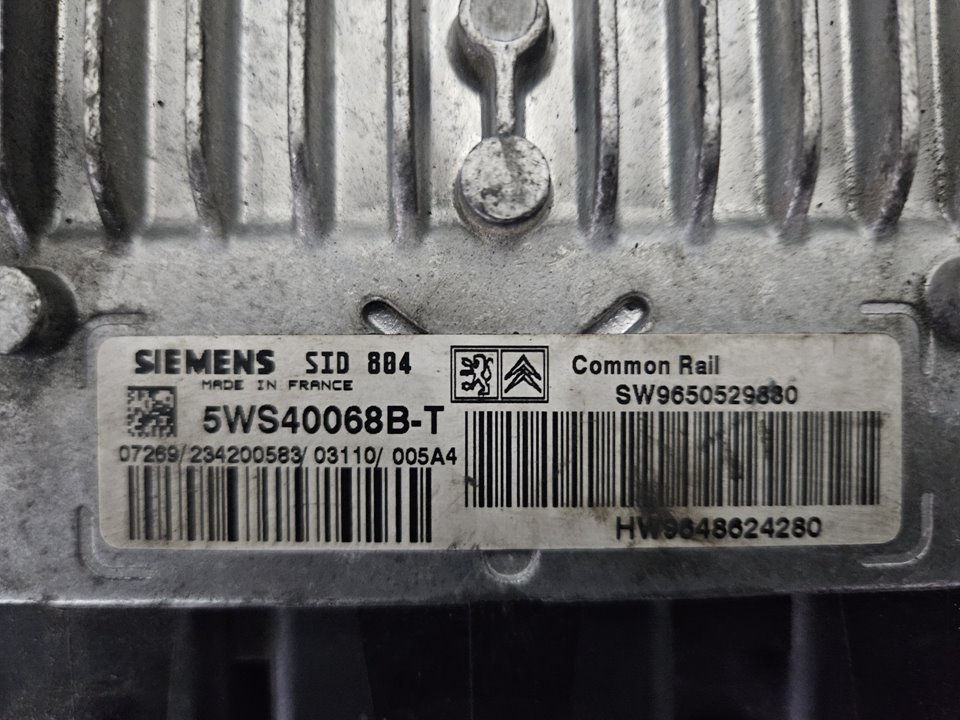 SIEMENS SID 804
MADE IN FRANCE
5WS40068B-T
07269/234200583/03110/005A4
Common Rail
SW9650529880
HW9648624280